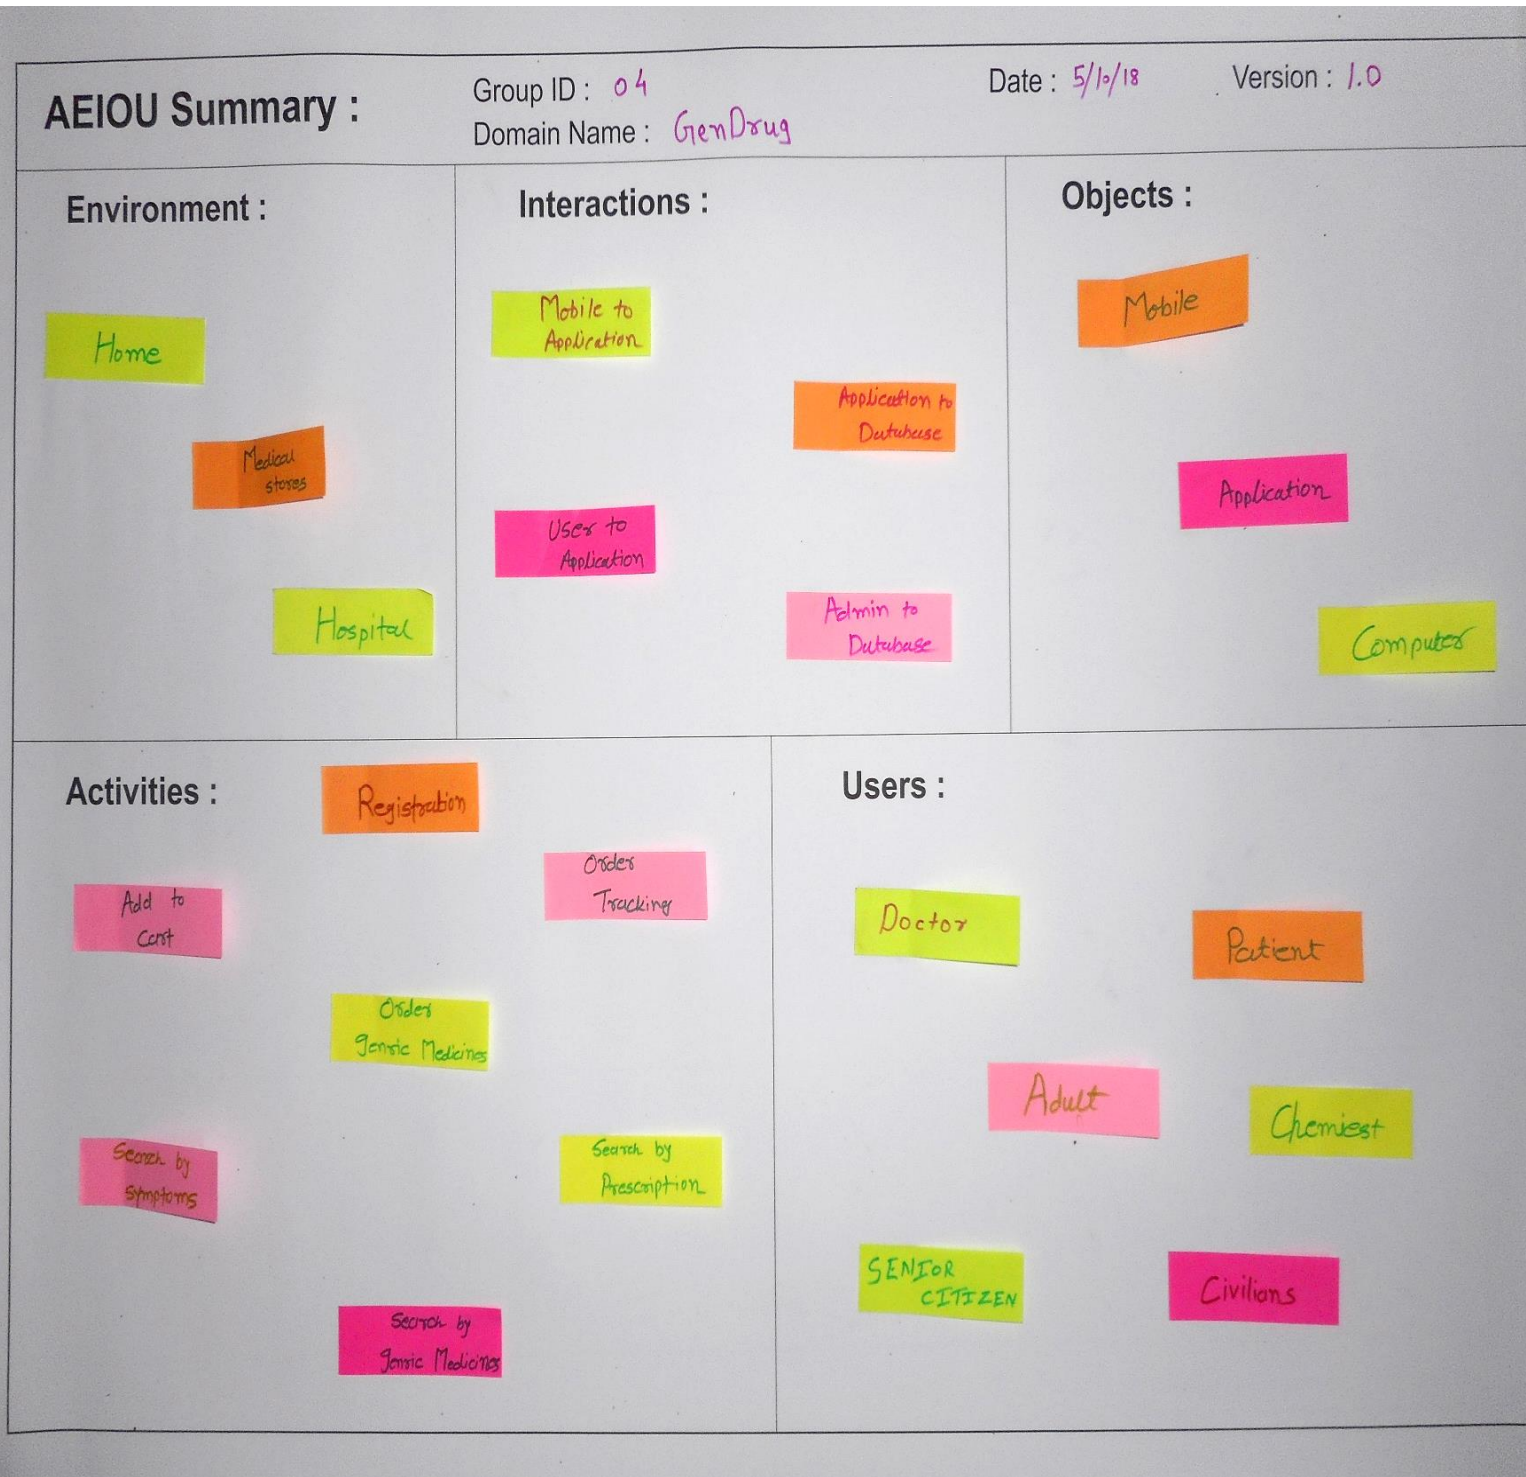 AEIOU Summary :
Group ID : 04
Domain Name : GenDrug
Date : 5/10/18
Version : 1.0
Environment :
Home
Medical
stores
Hospital
Interactions :
Mobile to
Application
Application to
Database
User to
Application
Admin to
Database
Objects :
Mobile
Application
Computer
Activities :
Registration
Order
Tracking
Add to
Cart
Order
genric Medicines
Search by
symptoms
Search by
Prescription
Search by
genric Medicines
Users :
Doctor
Patient
Adult
Chemiest
SENIOR
CITIZEN
Civilians